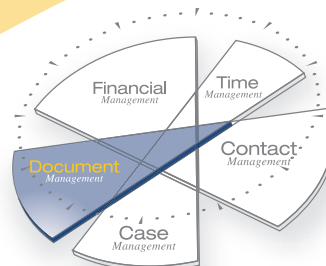 Financial
Management
Time
Management
Contact
Management
Document
Management
Case
Management